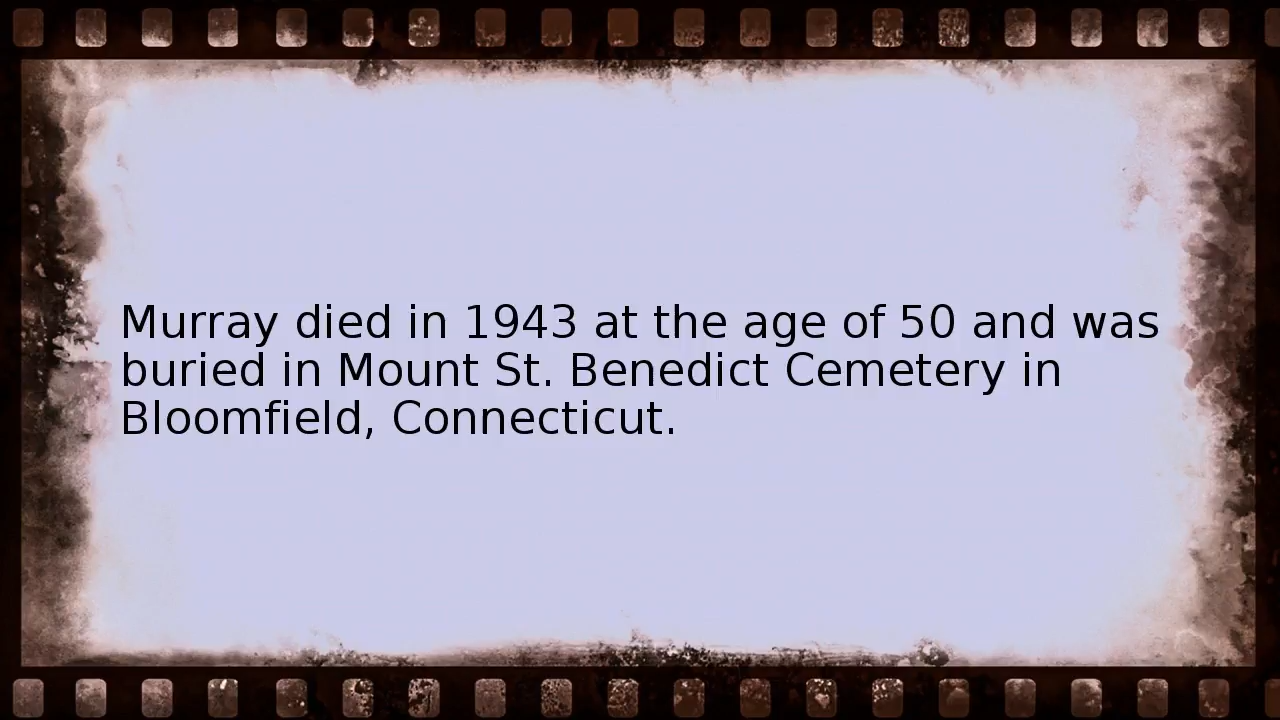 Murray died in 1943 at the age of 50 and was
buried in Mount St. Benedict Cemetery in
Bloomfield, Connecticut.